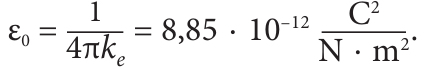 ε₀ = 1/(4πkₑ) = 8,85 · 10⁻¹² C²/(N · m²).